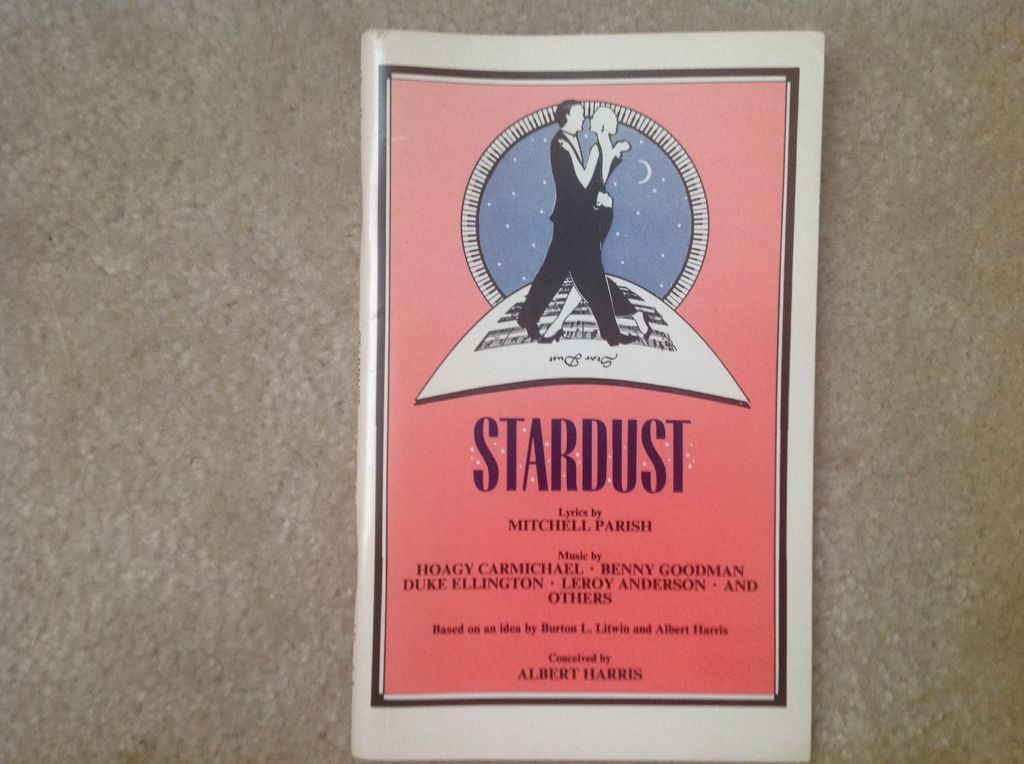 Star Dust
STARDUST
Lyrics by
MITCHELL PARISH
Music by
HOAGY CARMICHAEL · BENNY GOODMAN
DUKE ELLINGTON · LEROY ANDERSON · AND
OTHERS
Based on an idea by Burton L. Litwin and Albert Harris
Conceived by
ALBERT HARRIS